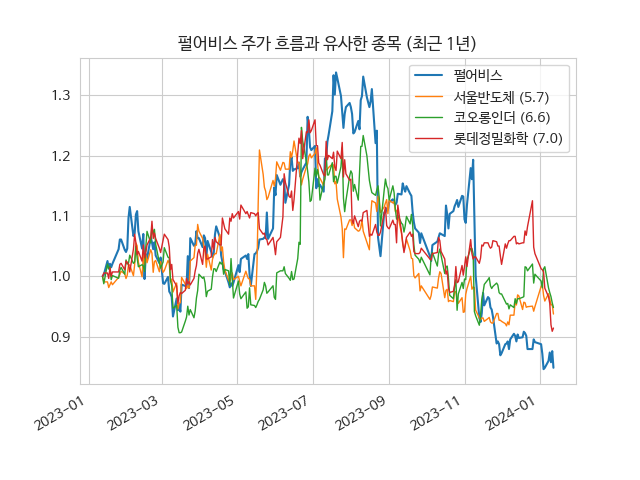 펄어비스 주가 흐름과 유사한 종목 (최근 1년)
펄어비스
서울반도체 (5.7)
코오롱인더 (6.6)
롯데정밀화학 (7.0)
1.3
1.2
1.1
1.0
0.9
2023-01
2023-03
2023-05
2023-07
2023-09
2023-11
2024-01